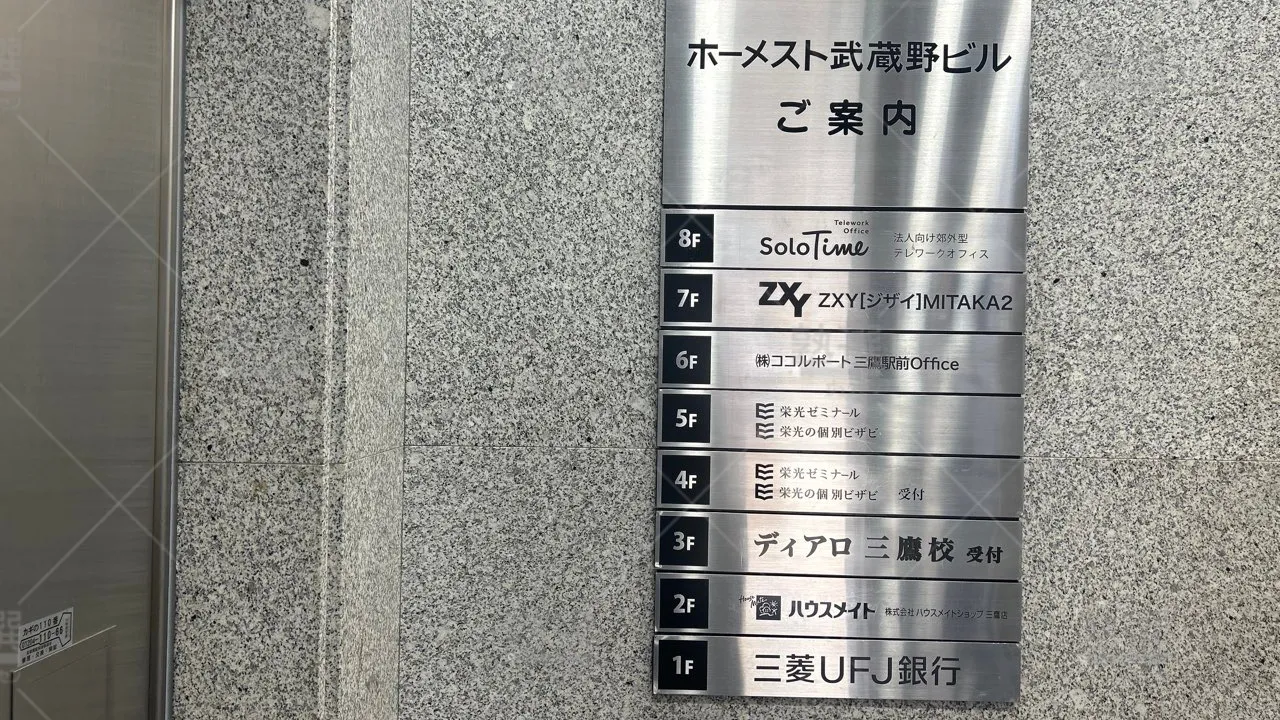 ホーメスト武蔵野ビル
ご案内
8F
Telework
Office
SoloTime
法人向け郊外型
テレワークオフィス
7F
ZXY ZXY[ジザイ]MITAKA2
6F
㈱ココルポート 三鷹駅前Office
5F
栄光ゼミナール
栄光の個別ビザビ
4F
栄光ゼミナール
栄光の個別ビザビ 受付
3F
ディアロ 三鷹校 受付
2F
ハウスメイト 株式会社ハウスメイトショップ 三鷹店
1F
三菱UFJ銀行
カギの110番